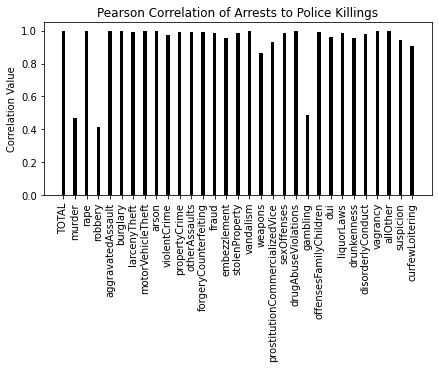 Pearson Correlation of Arrests to Police Killings
Correlation Value
1.0
0.8
0.6
0.4
0.2
0.0
TOTAL
murder
rape
robbery
aggravatedAssault
burglary
larcenyTheft
motorVehicleTheft
arson
violentCrime
propertyCrime
otherAssaults
forgeryCounterfeiting
fraud
embezzlement
stolenProperty
vandalism
weapons
prostitutionCommercializedVice
sexOffenses
drugAbuseViolations
gambling
offensesFamilyChildren
dui
liquorLaws
drunkenness
disorderlyConduct
vagrancy
allOther
suspicion
curfewLoitering